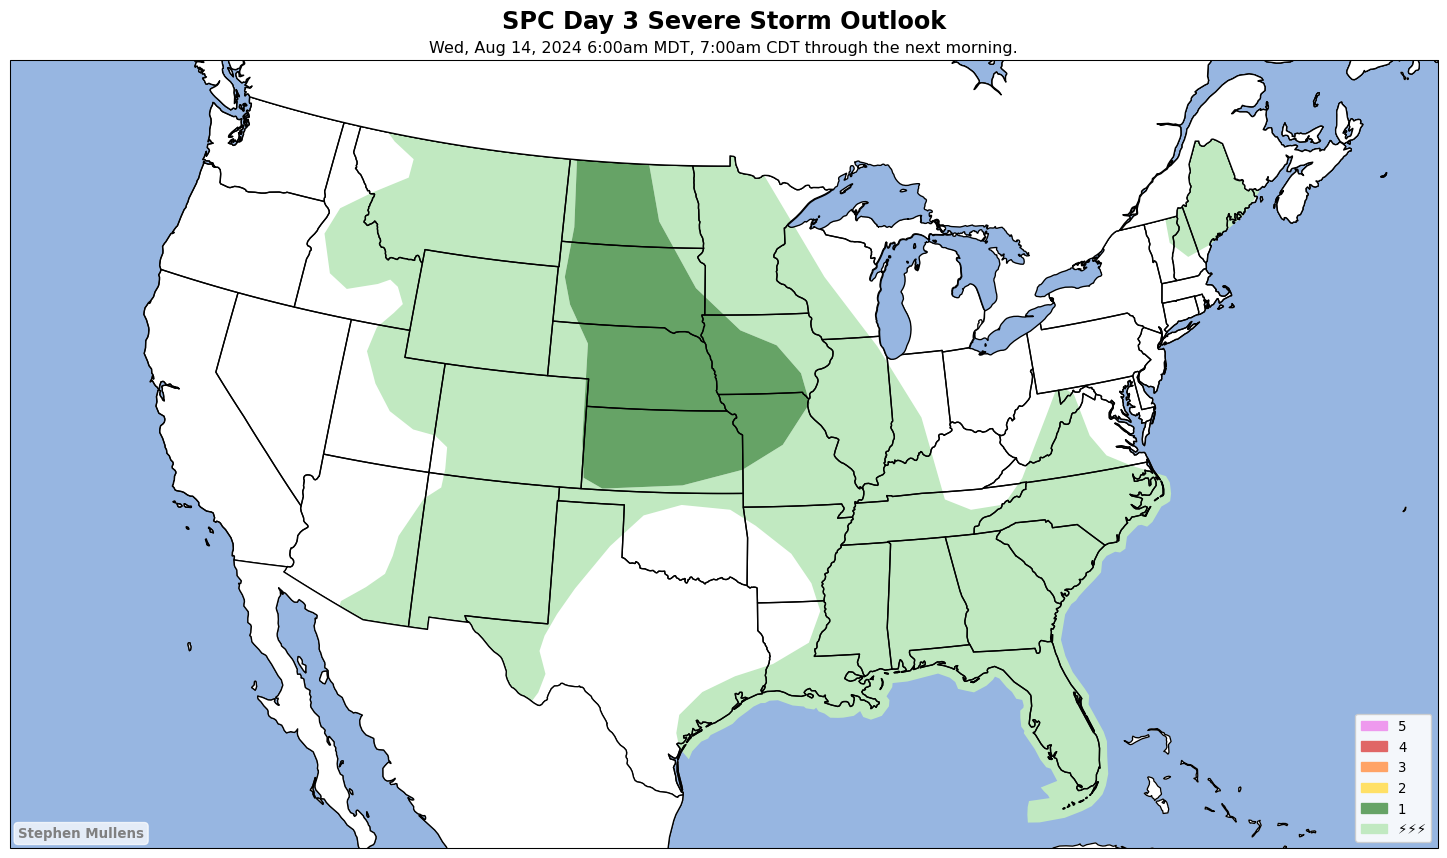 SPC Day 3 Severe Storm Outlook
Wed, Aug 14, 2024 6:00am MDT, 7:00am CDT through the next morning.
5
4
3
2
1
⚡⚡⚡
Stephen Mullens